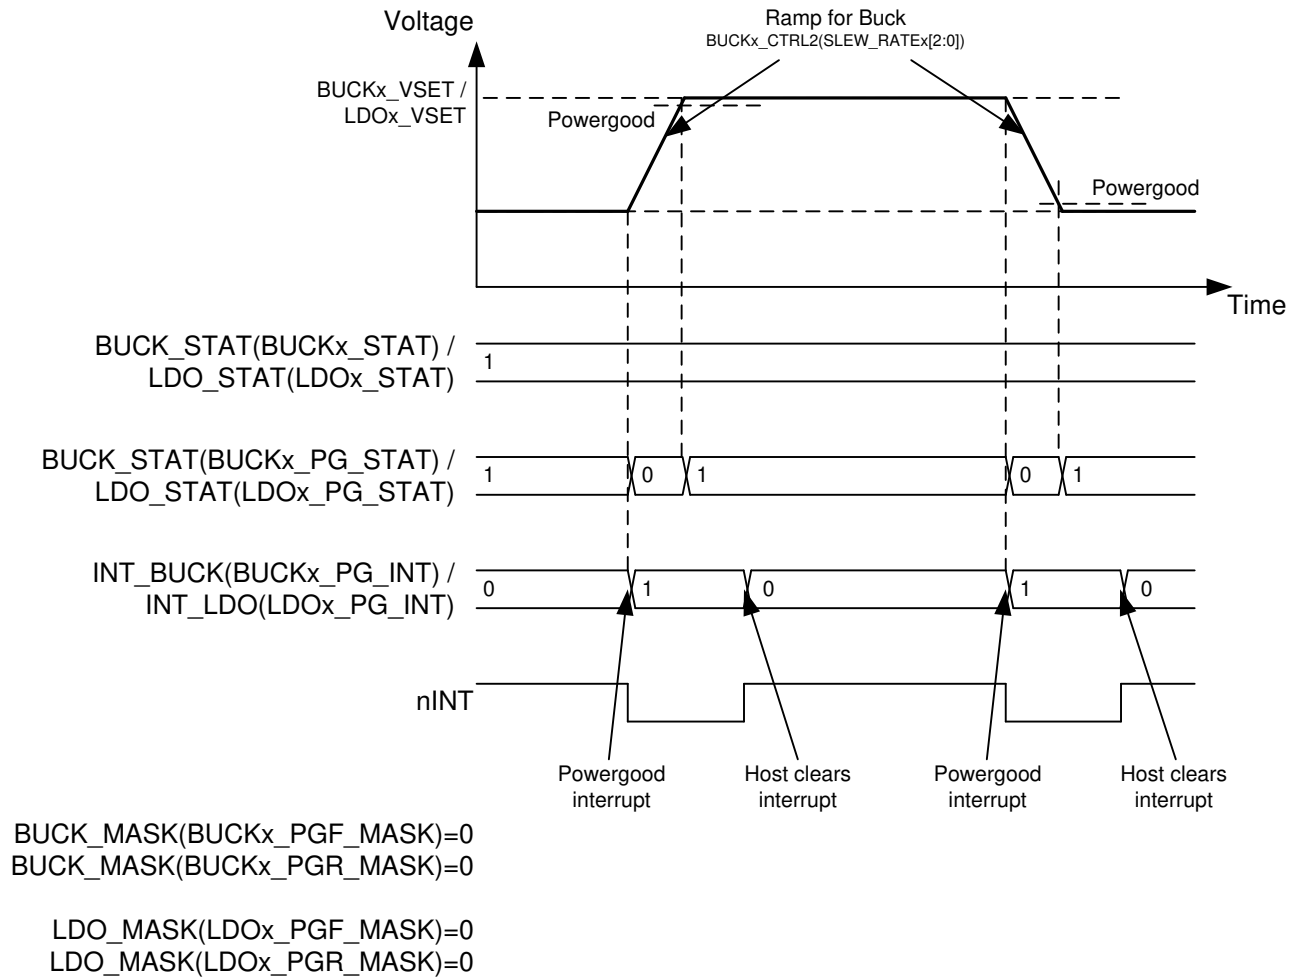 Voltage
Ramp for Buck
BUCKx_CTRL2(SLEW_RATEx[2:0])
BUCKx_VSET /
LDOx_VSET
Powergood
Powergood
Time
BUCK_STAT(BUCKx_STAT) /
LDO_STAT(LDOx_STAT)
1
BUCK_STAT(BUCKx_PG_STAT) /
LDO_STAT(LDOx_PG_STAT)
1 0 1 0 1
INT_BUCK(BUCKx_PG_INT) /
INT_LDO(LDOx_PG_INT)
0 1 0 1 0
nINT
Powergood
interrupt
Host clears
interrupt
Powergood
interrupt
Host clears
interrupt
BUCK_MASK(BUCKx_PGF_MASK)=0
BUCK_MASK(BUCKx_PGR_MASK)=0
LDO_MASK(LDOx_PGF_MASK)=0
LDO_MASK(LDOx_PGR_MASK)=0